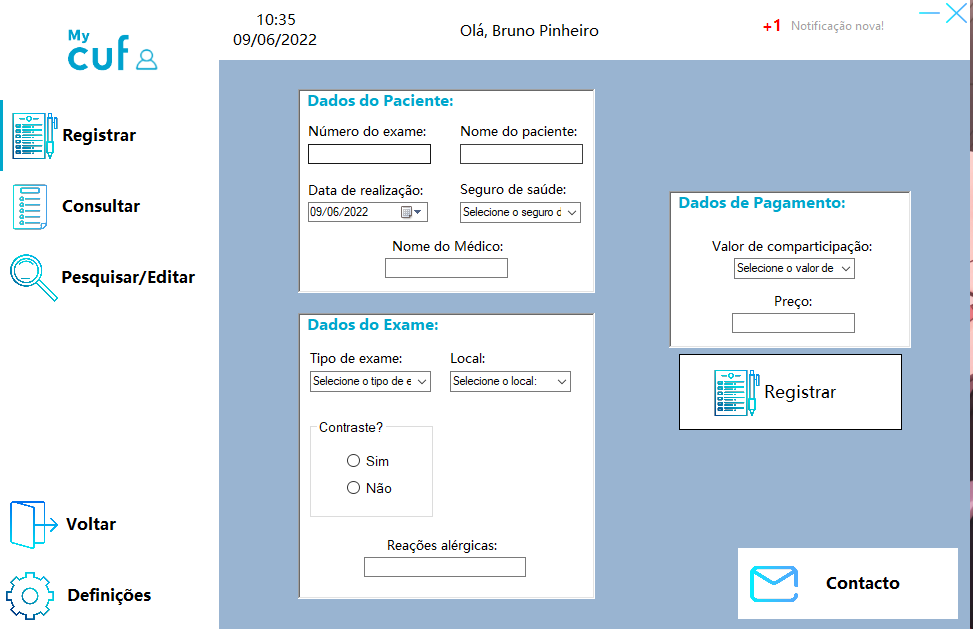 My
cuf
10:35
09/06/2022
Olá, Bruno Pinheiro
+1 Notificação nova!
Registrar
Consultar
Pesquisar/Editar
Voltar
Definições
Dados do Paciente:
Número do exame: Nome do paciente:
Data de realização: Seguro de saúde:
09/06/2022 Selecione o seguro d
Nome do Médico:
Dados do Exame:
Tipo de exame: Local:
Selecione o tipo de e Selecione o local:
Contraste?
Sim
Não
Reações alérgicas:
Dados de Pagamento:
Valor de comparticipação:
Selecione o valor de
Preço:
Registrar
Contacto